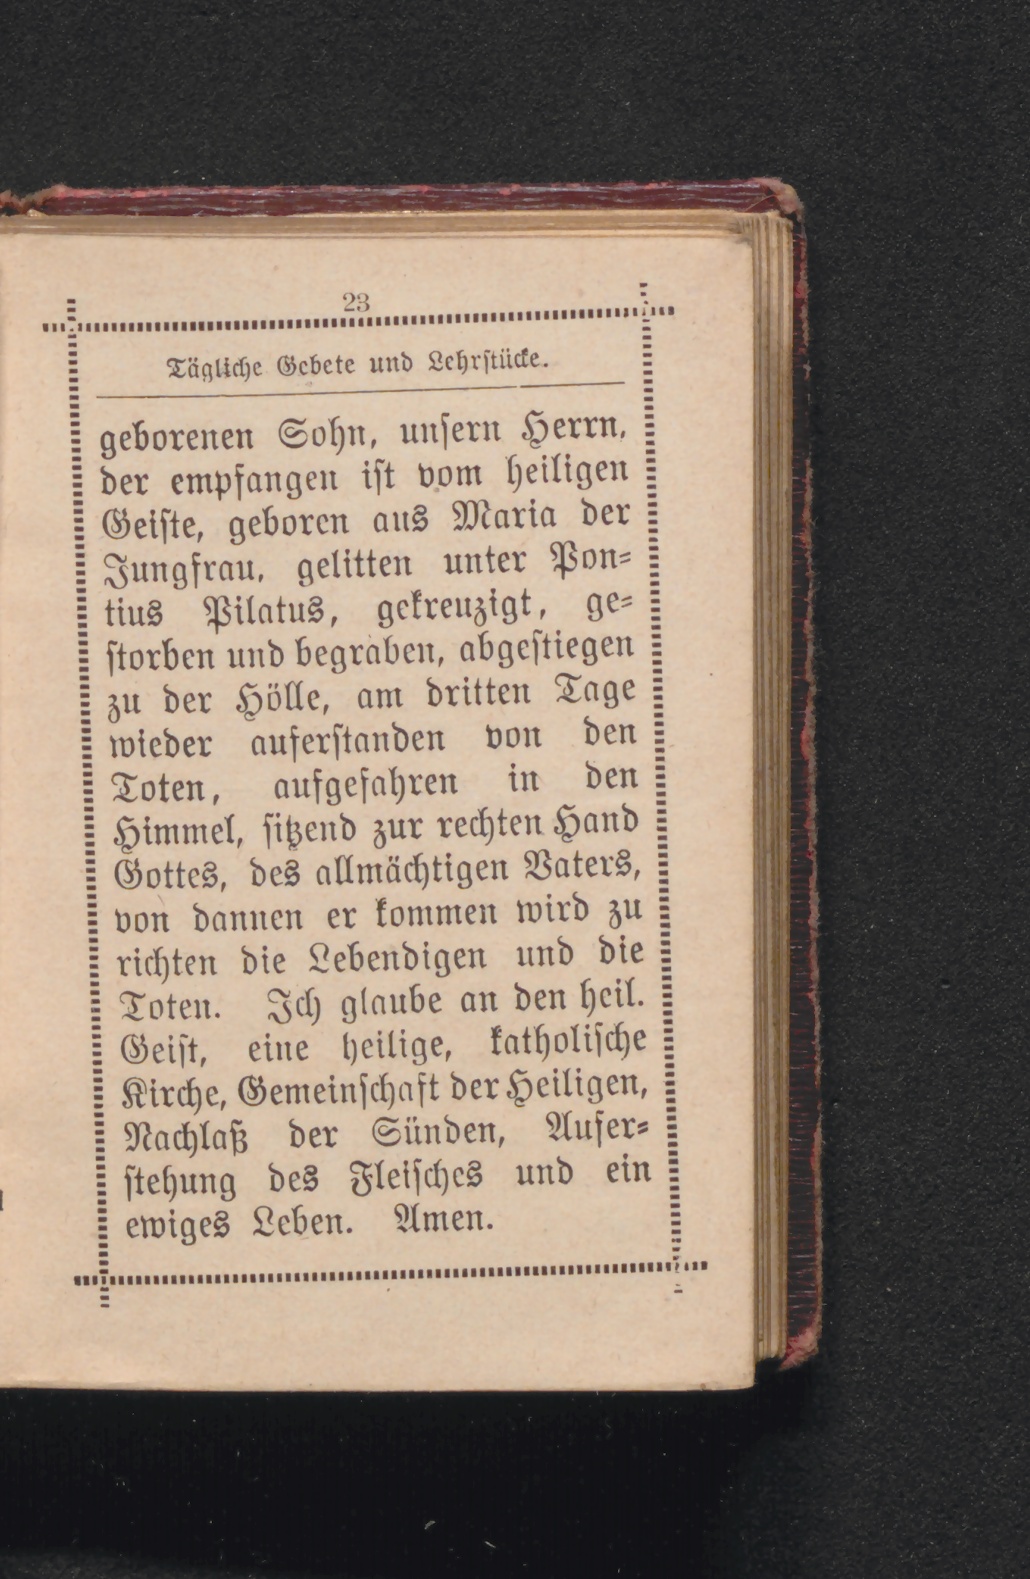 23
Tägliche Gebete und Lehrstücke.
geborenen Sohn, unsern Herrn,
der empfangen ist vom heiligen
Geiste, geboren aus Maria der
Jungfrau, gelitten unter Pon-
tius Pilatus, gekreuzigt, ge-
storben und begraben, abgestiegen
zu der Hölle, am dritten Tage
wieder auferstanden von den
Toten, aufgefahren in den
Himmel, sitzend zur rechten Hand
Gottes, des allmächtigen Vaters,
von dannen er kommen wird zu
richten die Lebendigen und die
Toten. Ich glaube an den heil.
Geist, eine heilige, katholische
Kirche, Gemeinschaft der Heiligen,
Nachlaß der Sünden, Aufer-
stehung des Fleisches und ein
ewiges Leben. Amen.